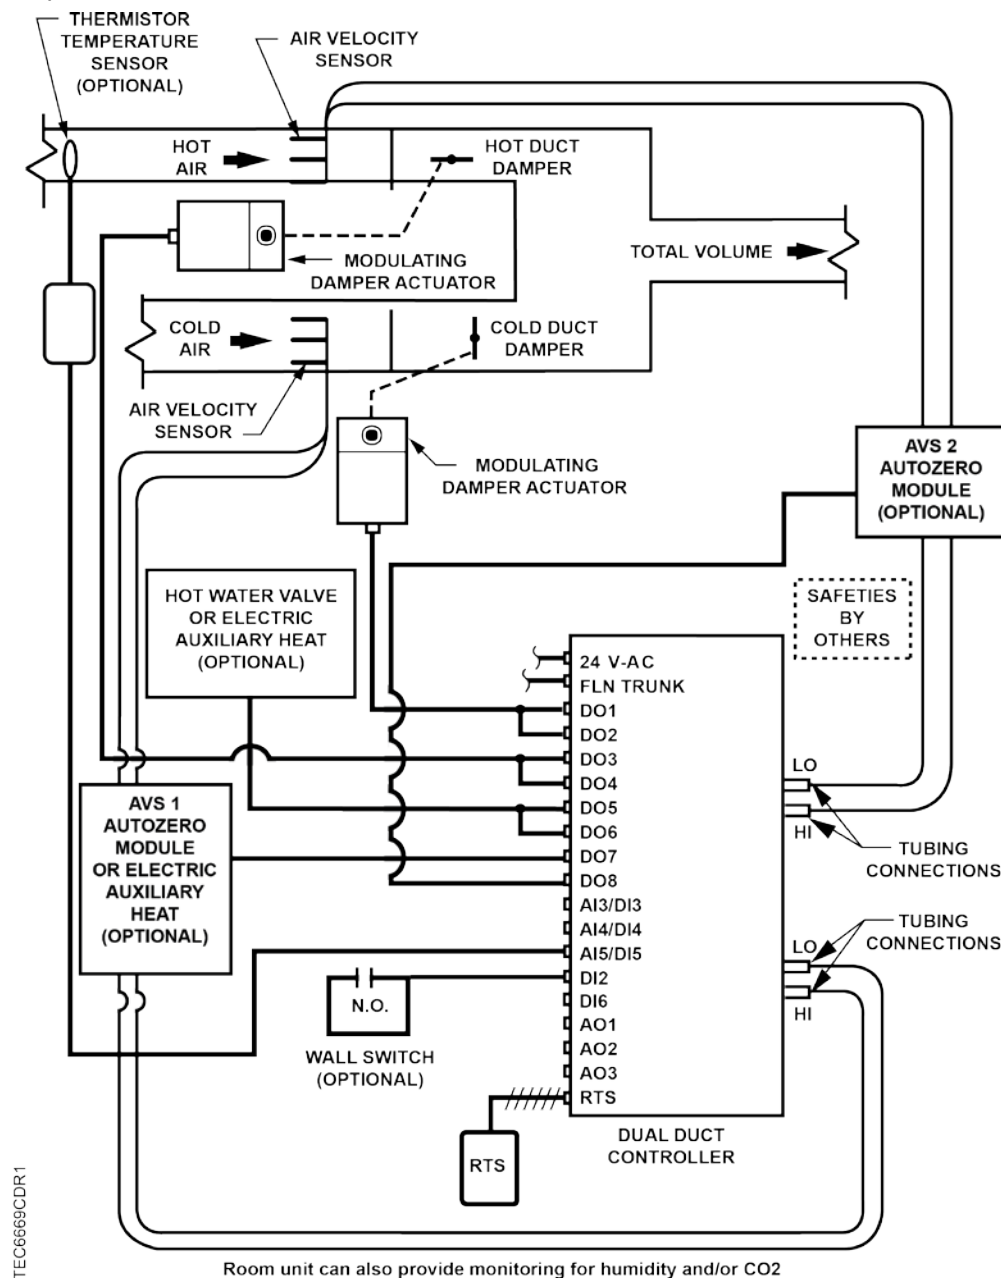 THERMISTOR
TEMPERATURE
SENSOR
(OPTIONAL)
AIR VELOCITY
SENSOR
HOT
AIR
HOT DUCT
DAMPER
MODULATING
DAMPER ACTUATOR
TOTAL VOLUME
COLD
AIR
COLD DUCT
DAMPER
AIR VELOCITY
SENSOR
MODULATING
DAMPER ACTUATOR
AVS 2
AUTOZERO
MODULE
(OPTIONAL)
HOT WATER VALVE
OR ELECTRIC
AUXILIARY HEAT
(OPTIONAL)
SAFETIES
BY
OTHERS
24 V-AC
FLN TRUNK
DO1
DO2
DO3
DO4
DO5
DO6
DO7
DO8
AI3/DI3
AI4/DI4
AI5/DI5
DI2
DI6
AO1
AO2
AO3
RTS
LO
HI
TUBING
CONNECTIONS
AVS 1
AUTOZERO
MODULE
OR ELECTRIC
AUXILIARY
HEAT
(OPTIONAL)
TUBING
CONNECTIONS
LO
HI
N.O.
WALL SWITCH
(OPTIONAL)
RTS
DUAL DUCT
CONTROLLER
TEC6669CDR1
Room unit can also provide monitoring for humidity and/or CO2